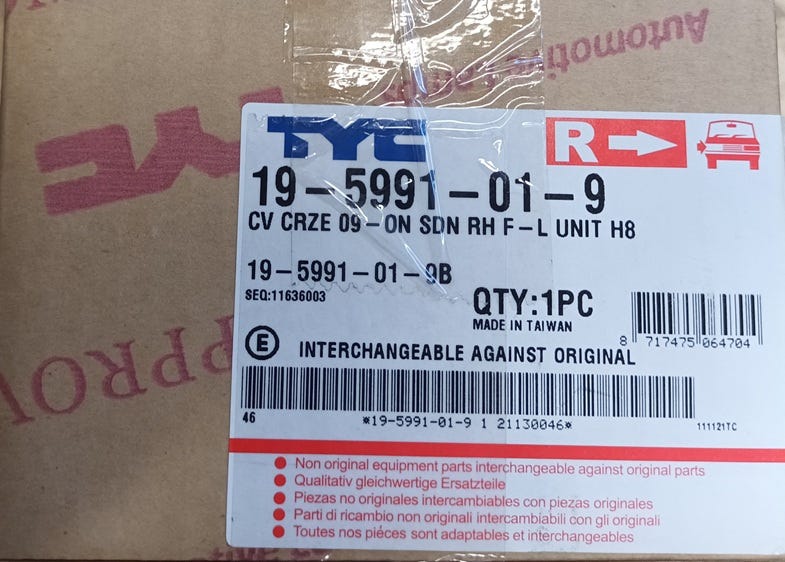 Automotive Lamp
TYC
TYC
R
19-5991-01-9
CV CRZE 09-ON SDN RH F-L UNIT H8
19-5991-01-9B
SEQ:11636003
QTY:1PC
MADE IN TAIWAN
8 717475 064704
E INTERCHANGEABLE AGAINST ORIGINAL
46
*19-5991-01-9 1 21130046*
111121TC
Non original equipment parts interchangeable against original parts
Qualitativ gleichwertige Ersatzteile
Piezas no originales intercambiables con piezas originales
Parti di ricambio non originali intercambiabili con gli originali
Toutes nos piéces sont adaptables et interchangeables